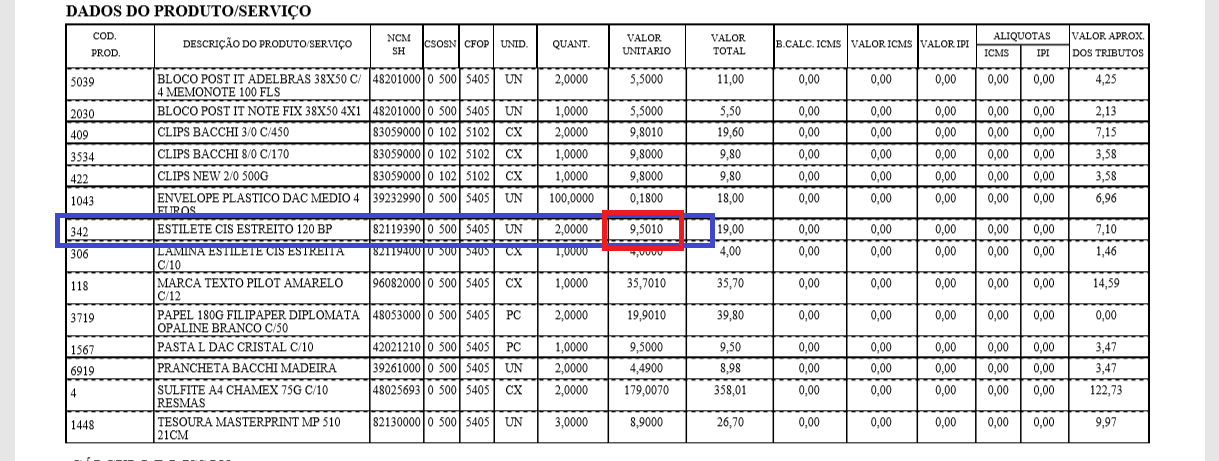 DADOS DO PRODUTO/SERVIÇO
COD. PROD. DESCRIÇÃO DO PRODUTO/SERVIÇO NCM SH CSOSN CFOP UNID. QUANT. VALOR UNITARIO VALOR TOTAL B.CALC. ICMS VALOR ICMS VALOR IPI ALIQUOTAS ICMS IPI VALOR APROX. DOS TRIBUTOS
5039 BLOCO POST IT ADELBRAS 38X50 C/ 48201000 0 500 5405 UN 2,0000 5,5000 11,00 0,00 0,00 0,00 0,00 0,00 4,25
4 MEMONOTE 100 FLS
2030 BLOCO POST IT NOTE FIX 38X50 4X1 48201000 0 500 5405 UN 1,0000 5,5000 5,50 0,00 0,00 0,00 0,00 0,00 2,13
409 CLIPS BACCHI 3/0 C/450 83059000 0 102 5102 CX 2,0000 9,8010 19,60 0,00 0,00 0,00 0,00 0,00 7,15
3534 CLIPS BACCHI 8/0 C/170 83059000 0 102 5102 CX 1,0000 9,8000 9,80 0,00 0,00 0,00 0,00 0,00 3,58
422 CLIPS NEW 2/0 500G 83059000 0 102 5102 CX 1,0000 9,8000 9,80 0,00 0,00 0,00 0,00 0,00 3,58
1043 ENVELOPE PLASTICO DAC MEDIO 4 39232990 0 500 5405 UN 100,0000 0,1800 18,00 0,00 0,00 0,00 0,00 0,00 6,96
FUROS
342 ESTILETE CIS ESTREITO 120 BP 82119390 0 500 5405 UN 2,0000 9,5010 19,00 0,00 0,00 0,00 0,00 0,00 7,10
306 LAMINA ESTILETE CIS ESTREITA 82119400 0 500 5405 CX 1,0000 4,0000 4,00 0,00 0,00 0,00 0,00 0,00 1,46
C/10
118 MARCA TEXTO PILOT AMARELO 96082000 0 500 5405 CX 1,0000 35,7010 35,70 0,00 0,00 0,00 0,00 0,00 14,59
C/12
3719 PAPEL 180G FILIPAPER DIPLOMATA 48053000 0 500 5405 PC 2,0000 19,9010 39,80 0,00 0,00 0,00 0,00 0,00 0,00
OPALINE BRANCO C/50
1567 PASTA L DAC CRISTAL C/10 42021210 0 500 5405 PC 1,0000 9,5000 9,50 0,00 0,00 0,00 0,00 0,00 3,47
6919 PRANCHETA BACCHI MADEIRA 39261000 0 500 5405 UN 2,0000 4,4900 8,98 0,00 0,00 0,00 0,00 0,00 3,47
4 SULFITE A4 CHAMEX 75G C/10 48025693 0 500 5405 CX 2,0000 179,0070 358,01 0,00 0,00 0,00 0,00 0,00 122,73
RESMAS
1448 TESOURA MASTERPRINT MP 510 82130000 0 500 5405 UN 3,0000 8,9000 26,70 0,00 0,00 0,00 0,00 0,00 9,97
21CM